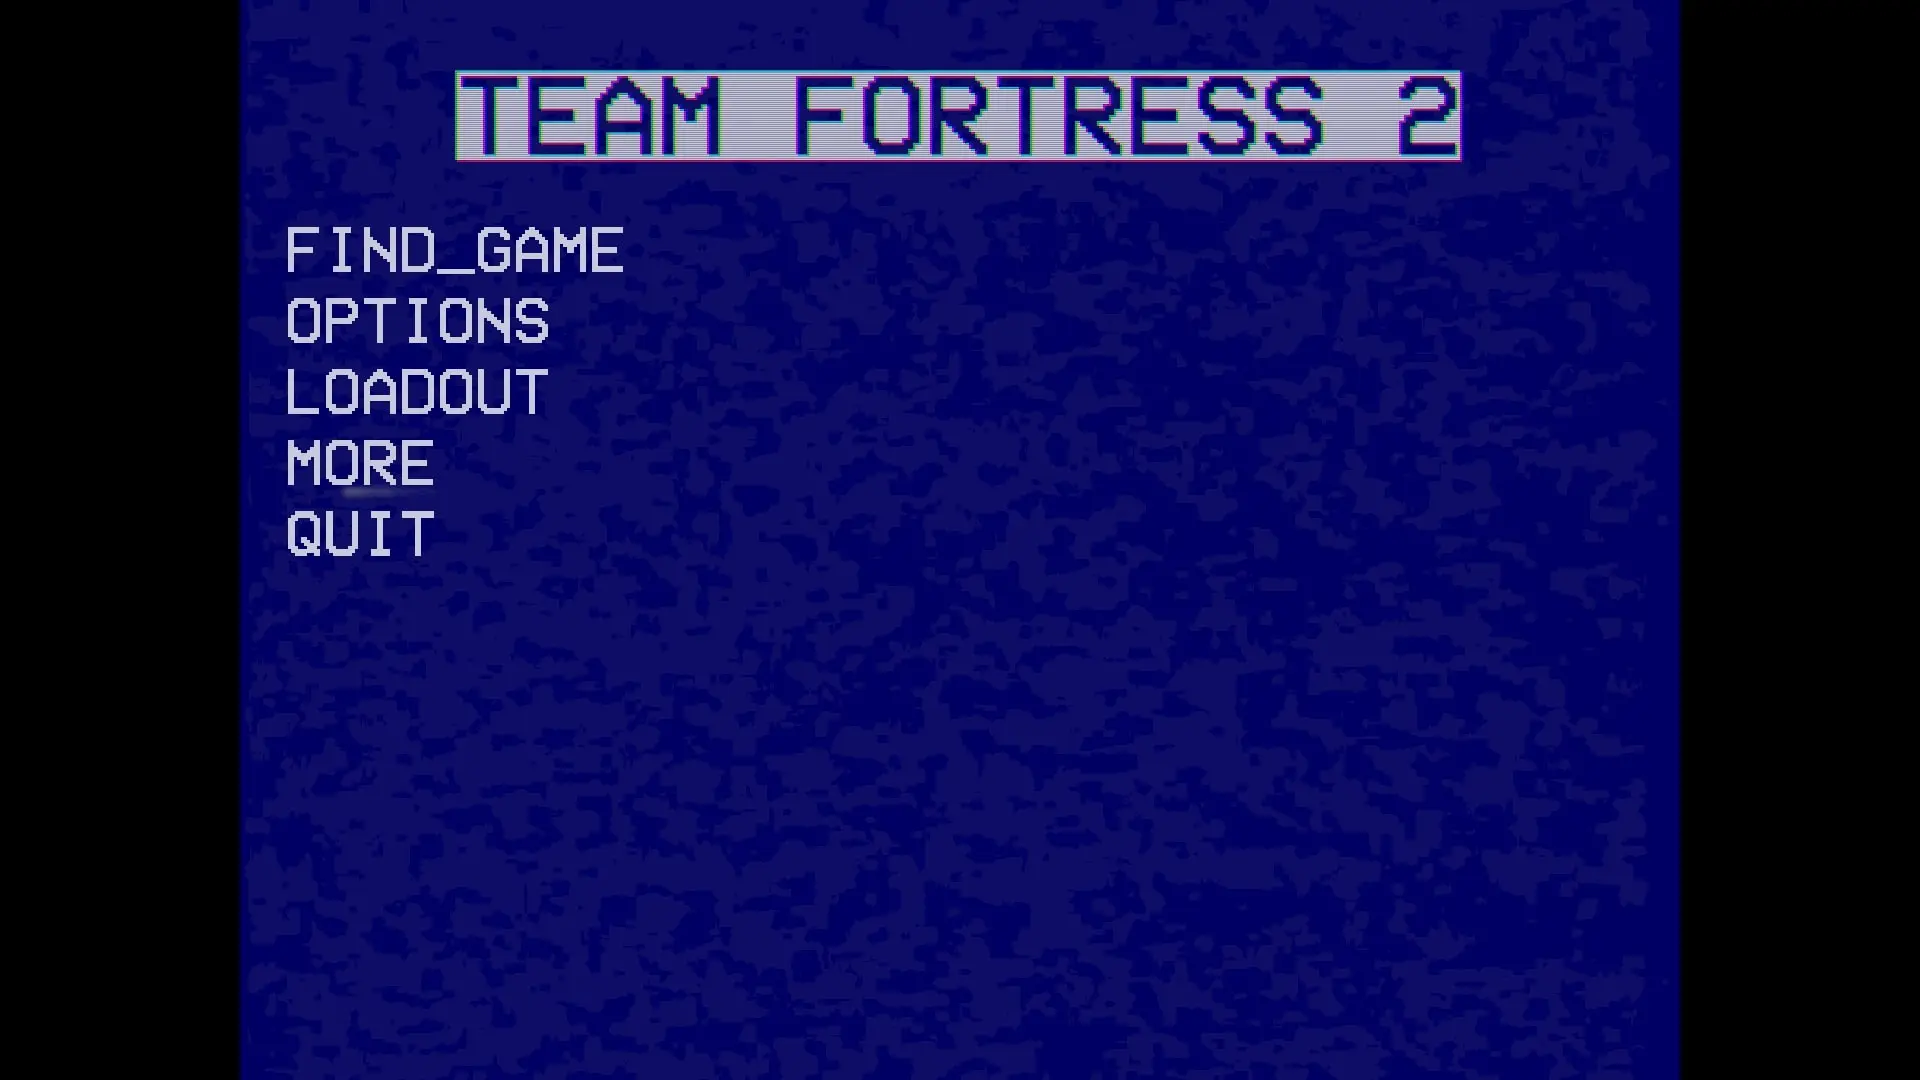 TEAM FORTRESS 2
FIND_GAME
OPTIONS
LOADOUT
MORE
QUIT